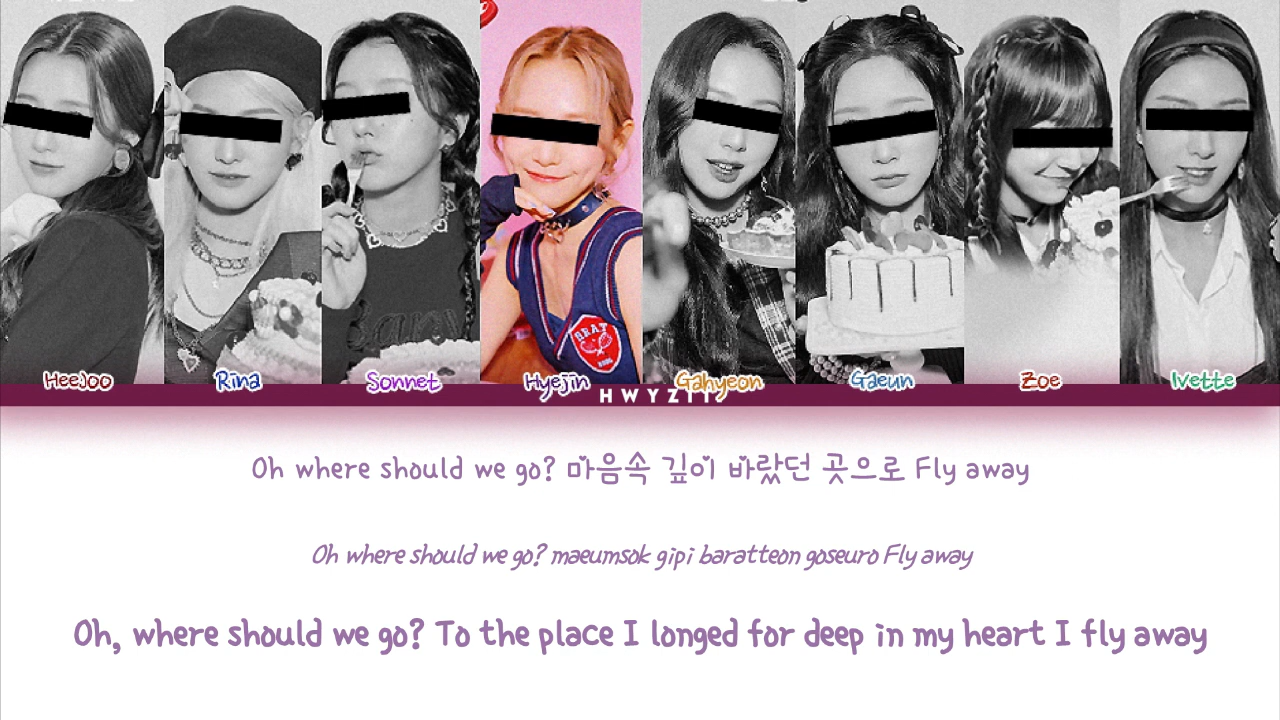 BRAT
HeeJoo Rina Sonnet Hyejin Gahyeon Gaeun Zoe Ivette
Oh where should we go? 마음속 깊이 바랐던 곳으로 Fly away
Oh where should we go? maeumsok gipi baratteon goseuro Fly away
Oh, where should we go? To the place I longed for deep in my heart I fly away